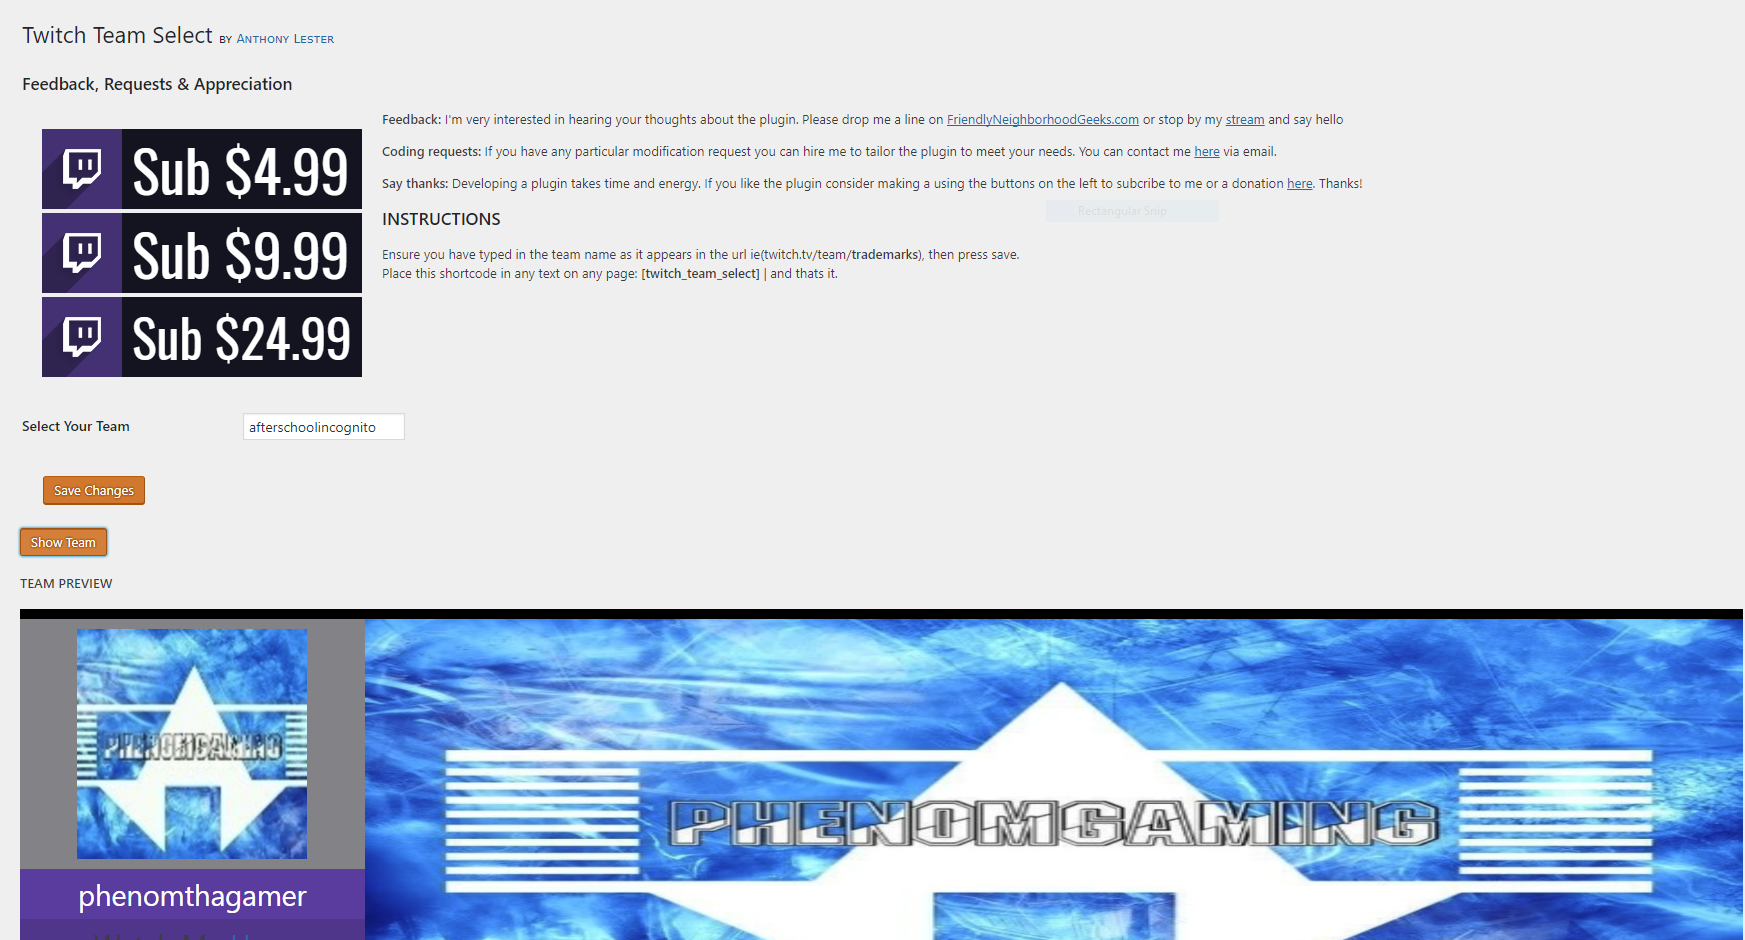 Twitch Team Select BY ANTHONY LESTER
Feedback, Requests & Appreciation
Sub $4.99
Sub $9.99
Sub $24.99
Feedback: I'm very interested in hearing your thoughts about the plugin. Please drop me a line on FriendlyNeighborhoodGeeks.com or stop by my stream and say hello
Coding requests: If you have any particular modification request you can hire me to tailor the plugin to meet your needs. You can contact me here via email.
Say thanks: Developing a plugin takes time and energy. If you like the plugin consider making a using the buttons on the left to subcribe to me or a donation here. Thanks!
Rectangular Snip
INSTRUCTIONS
Ensure you have typed in the team name as it appears in the url ie(twitch.tv/team/trademarks), then press save.
Place this shortcode in any text on any page: [twitch_team_select] | and thats it.
Select Your Team afterschoolincognito
Save Changes
Show Team
TEAM PREVIEW
PHENOMGAMING
PHENOMGAMING
phenomthagamer